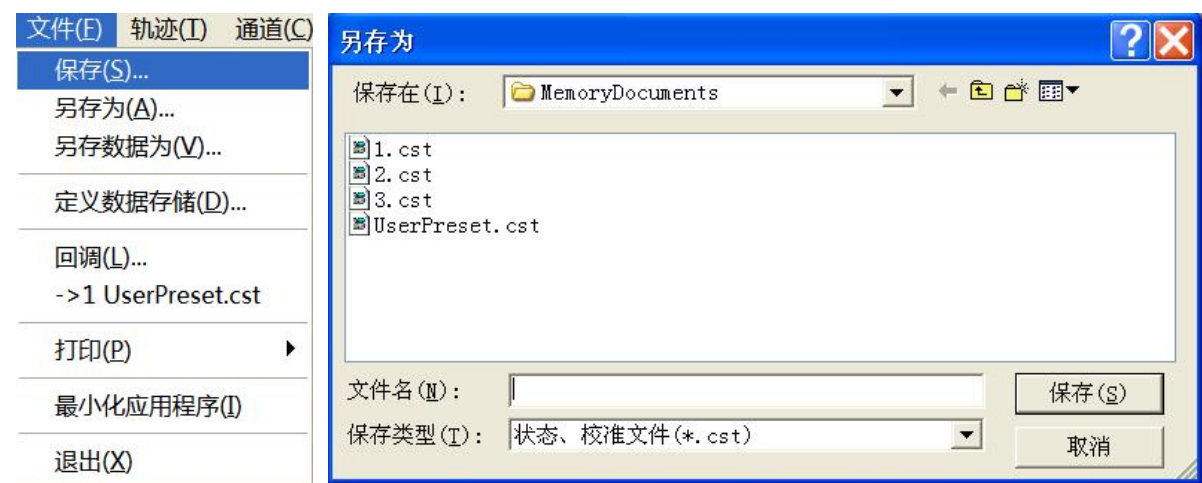 文件(F) 轨迹(T) 通道(C)
保存(S)...
另存为(A)...
另存数据为(V)...
定义数据存储(D)...
回调(L)...
->1 UserPreset.cst
打印(P)
最小化应用程序(I)
退出(X)
另存为
保存在(I): MemoryDocuments
1.cst
2.cst
3.cst
UserPreset.cst
文件名(N):
保存(S)
保存类型(T): 状态、校准文件(*.cst)
取消